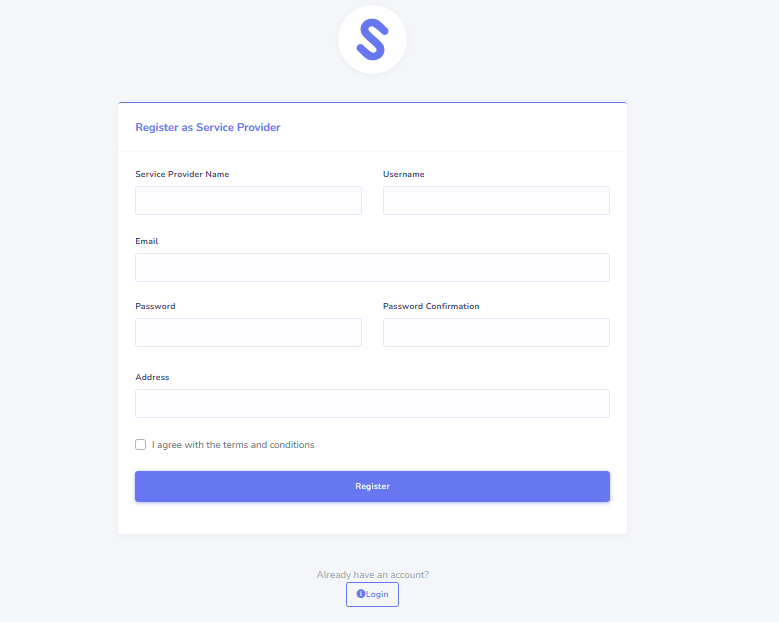 Register as Service Provider
Service Provider Name Username
Email
Password Password Confirmation
Address
I agree with the terms and conditions
Register
Already have an account?
Login